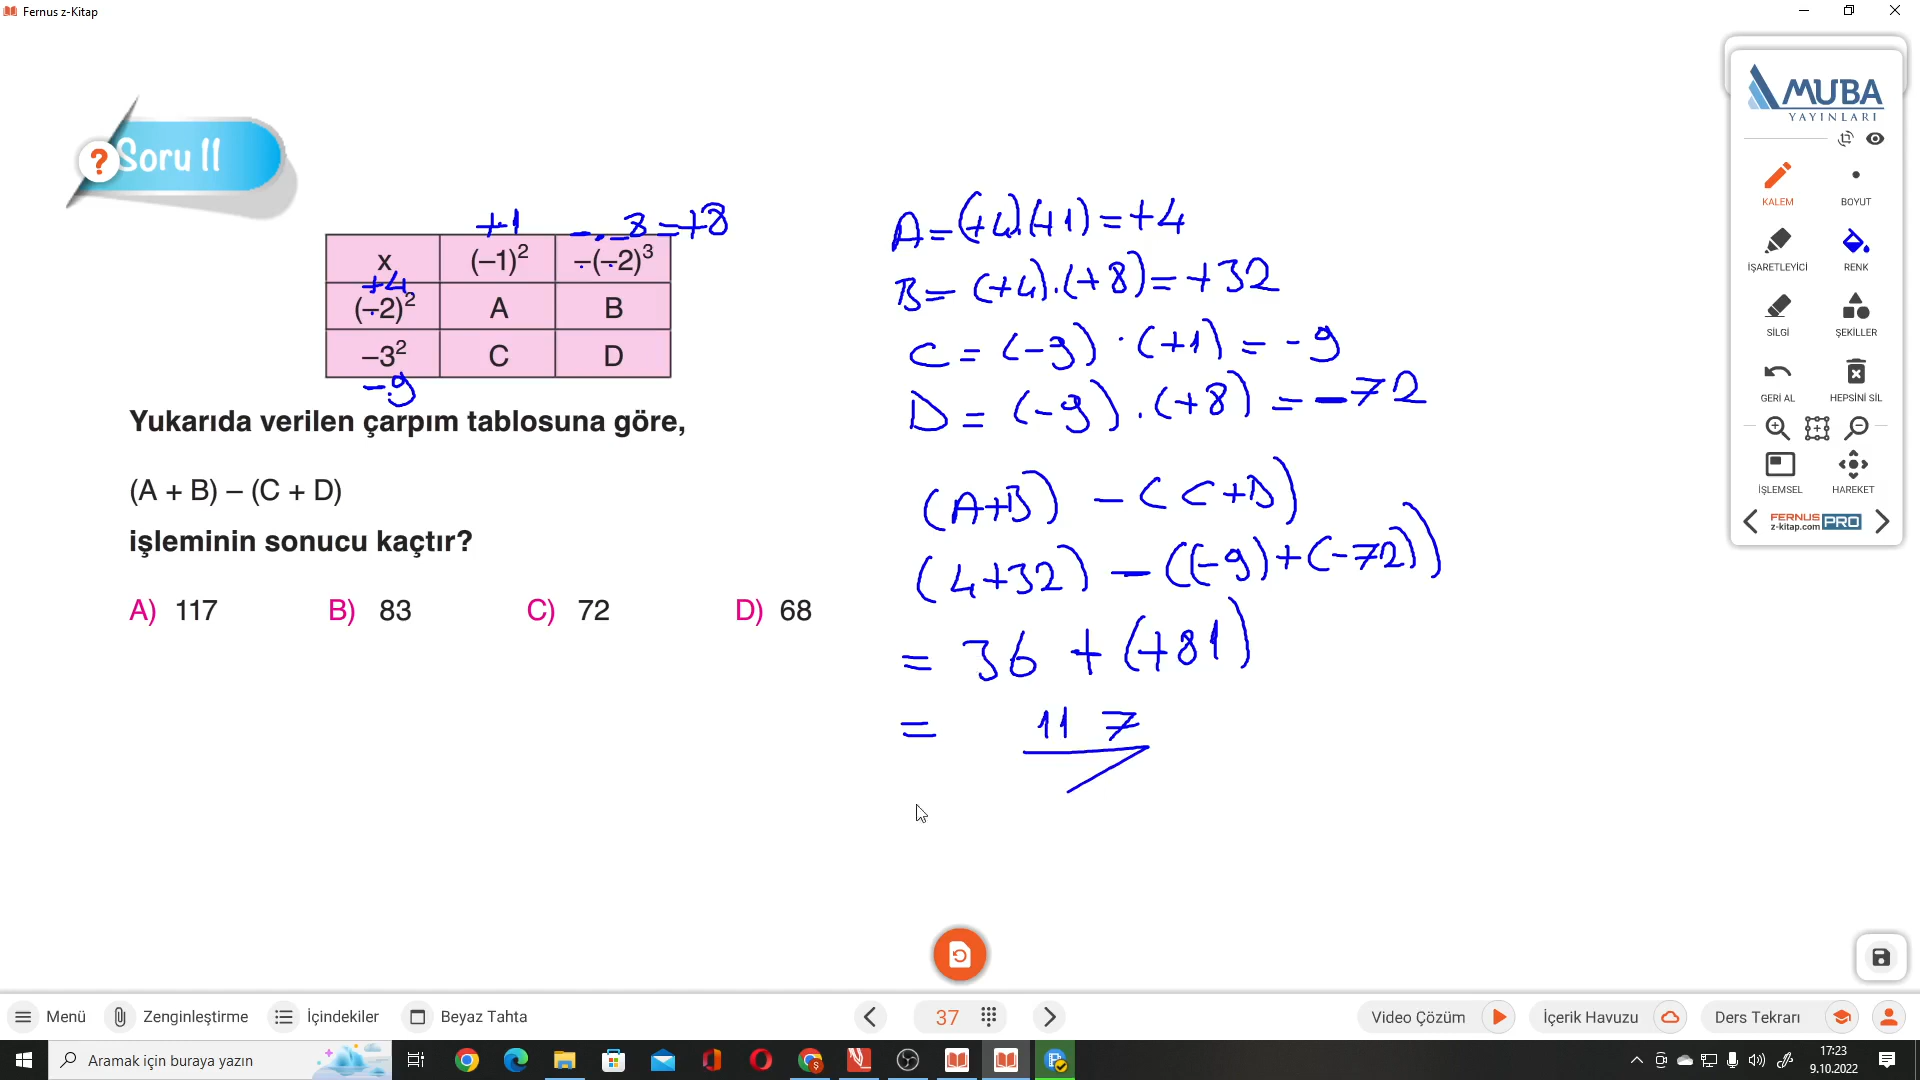 Fernus z-Kitap
MUBA
YAYINLARI
KALEM
BOYUT
İŞARETLEYİCİ
RENK
SİLGİ
ŞEKİLLER
GERİ AL
HEPSİNİ SİL
İŞLEMSEL
HAREKET
FERNUS
z-kitap.com PRO
? Soru 11
+1 -.-8=+8
x (–1)² –(–2)³
+4
(–2)² A B
–3² C D
-9
Yukarıda verilen çarpım tablosuna göre,
(A + B) – (C + D)
işleminin sonucu kaçtır?
A) 117 B) 83 C) 72 D) 68
A=(+4).(+1)=+4
B=(+4).(+8)=+32
C=(-9).(+1)=-9
D=(-9).(+8)=-72
(A+B) - (C+D)
(4+32) - ((-9)+(-72))
= 36 + (+81)
= 117
Menü Zenginleştirme İçindekiler Beyaz Tahta 37 Video Çözüm İçerik Havuzu Ders Tekrarı
Aramak için buraya yazın
17:23
9.10.2022